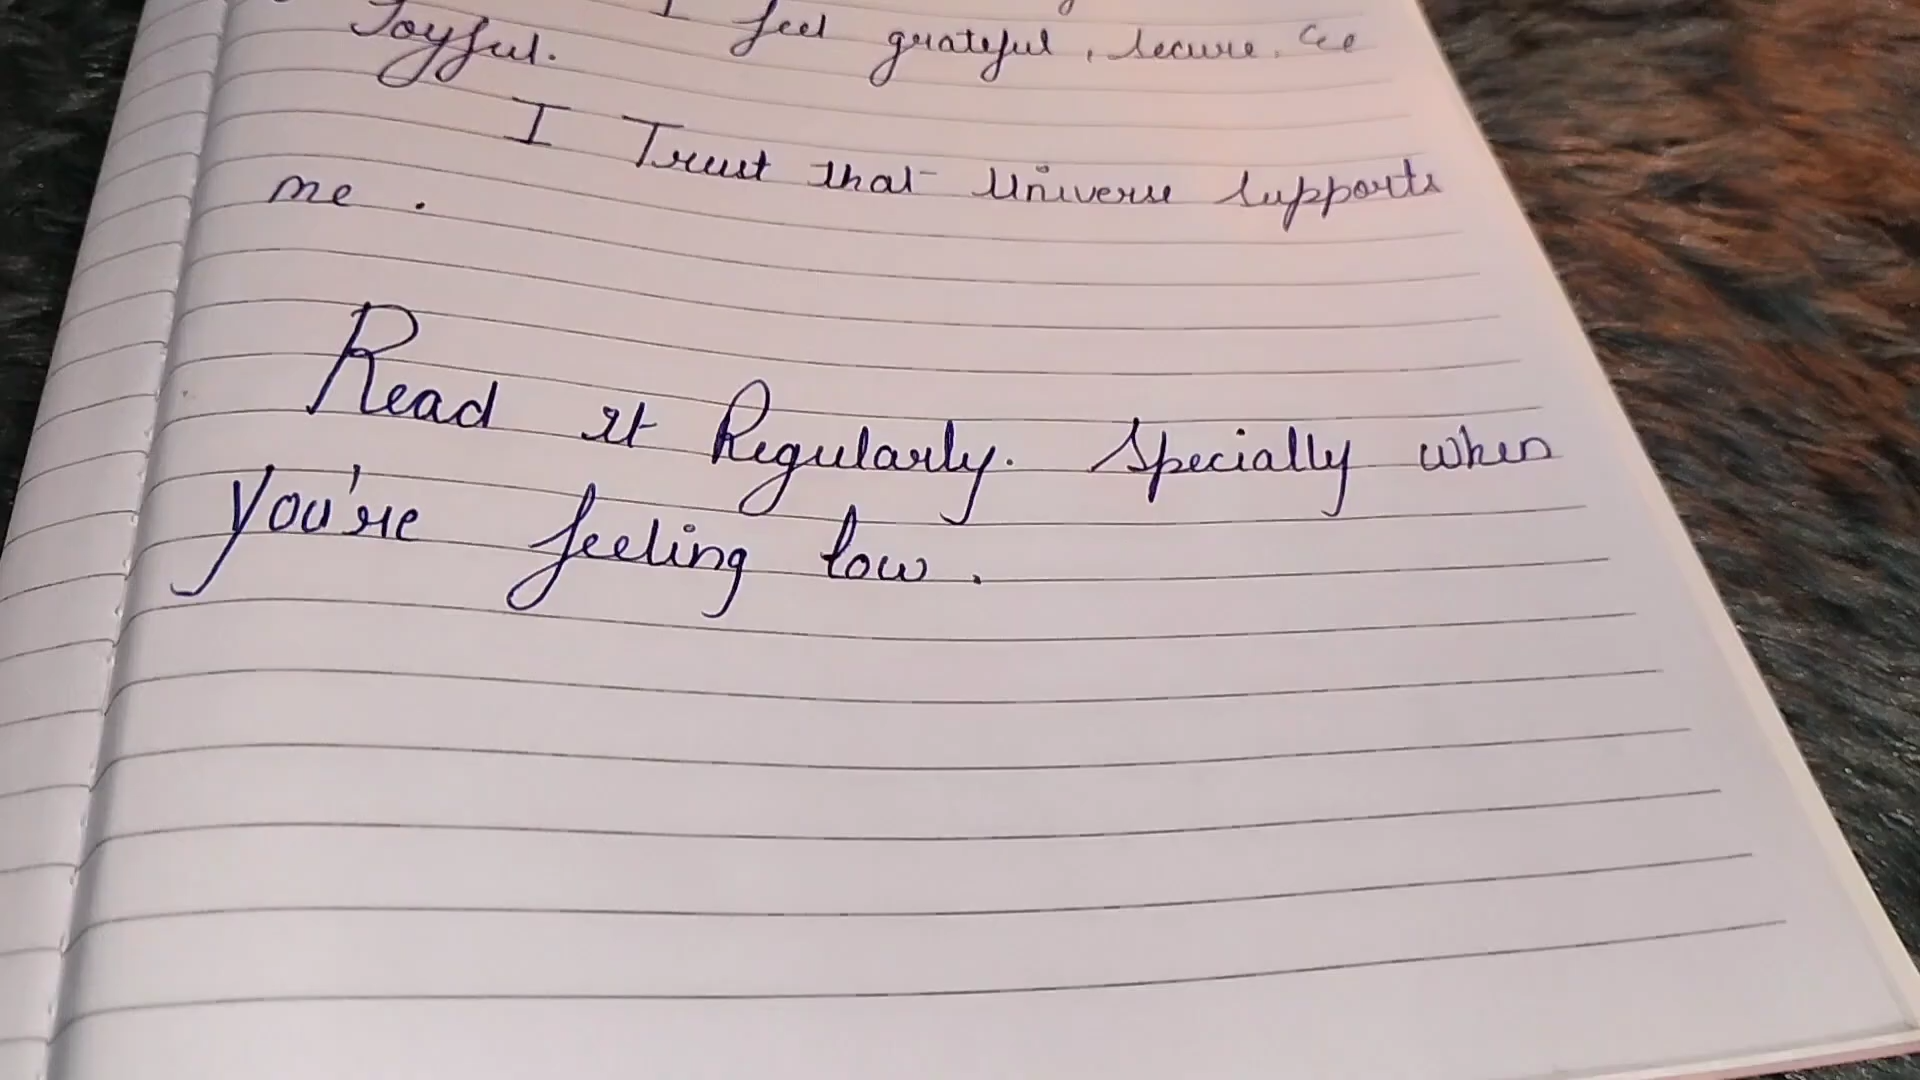 I feel grateful, secure,
Joyful.
I Trust that Universe supports
me.
Read it Regularly. Specially when
you're feeling low.